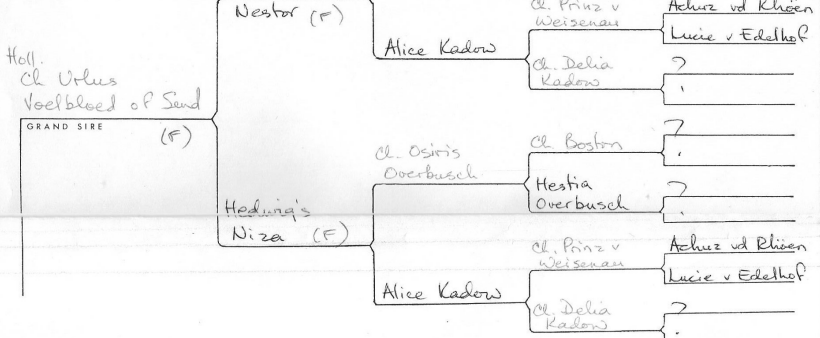 Nestor (F)
Ch. Prinz v
Weisenau
Achuz vd Rhöen
Lucie v Edelhof
Alice Kadow
Ch. Delia
Kadow
?
Holl.
Ch Urlus
Voelbloed of Send
GRAND SIRE
(F)
Ch. Osiris
Overbusch
Ch. Boston
?
Hestia
Overbusch
?
Hedwig's
Niza (F)
Ch. Prinz v
Weisenau
Achuz vd Rhöen
Lucie v Edelhof
Alice Kadow
Ch. Delia
Kadow
?